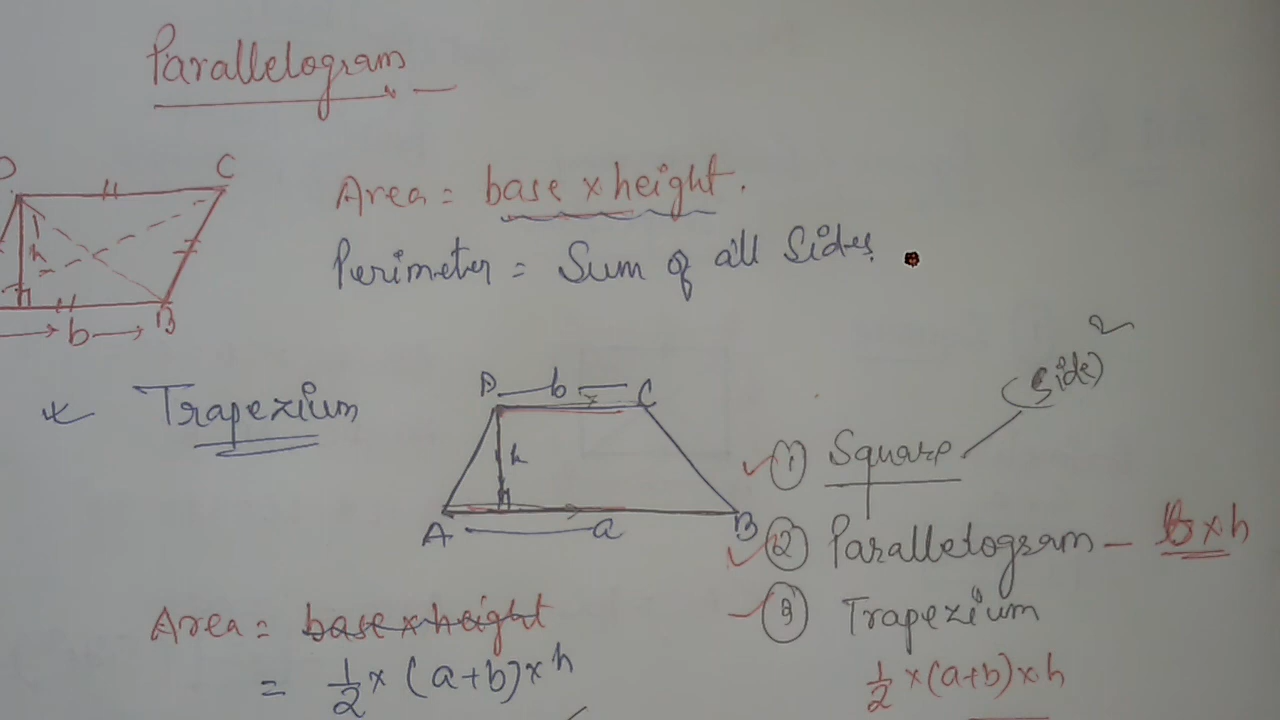 Parallelogram -
D C
Area = base x height.
h
Perimeter = Sum of all Sides.
b B
Trapezium
D b C
h
A a B
(Side)²
① Square
② Parallelogram - b x h
③ Trapezium
½ x (a+b) x h
Area = base x height
= ½ x (a+b) x h